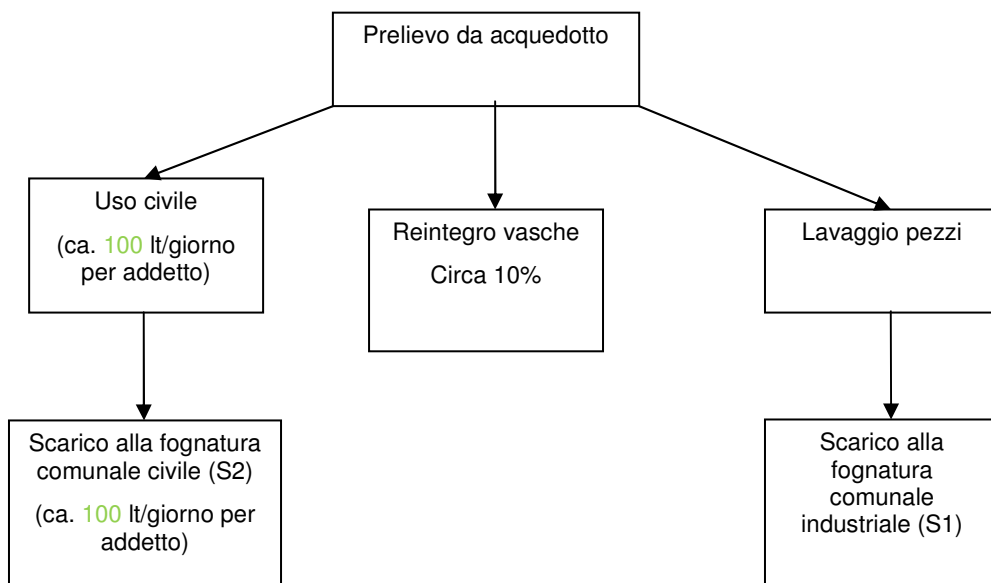 Prelievo da acquedotto
Uso civile
(ca. 100 lt/giorno
per addetto)
Reintegro vasche
Circa 10%
Lavaggio pezzi
Scarico alla fognatura
comunale civile (S2)
(ca. 100 lt/giorno per
addetto)
Scarico alla
fognatura
comunale
industriale (S1)